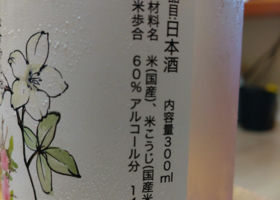 品目:日本酒 内容量300ml
原材料名 米(国産)、米こうじ(国産米
精米歩合 60% アルコール分 1